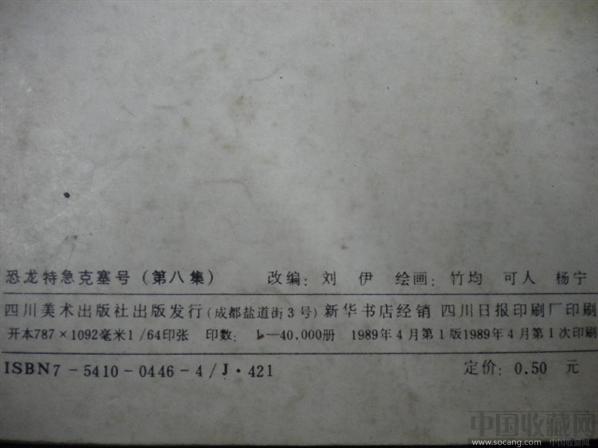 恐龙特急克塞号(第八集) 改编:刘 伊 绘画:竹均 可人 杨宁
四川美术出版社出版发行(成都盐道街3号)新华书店经销 四川日报印刷厂印刷
开本787×1092毫米1/64印张 印数:1—40,000册 1989年4月第1版1989年4月第1次印刷
ISBN7-5410-0446-4/J·421 定价:0.50 元
中国收藏网
www.socang.com